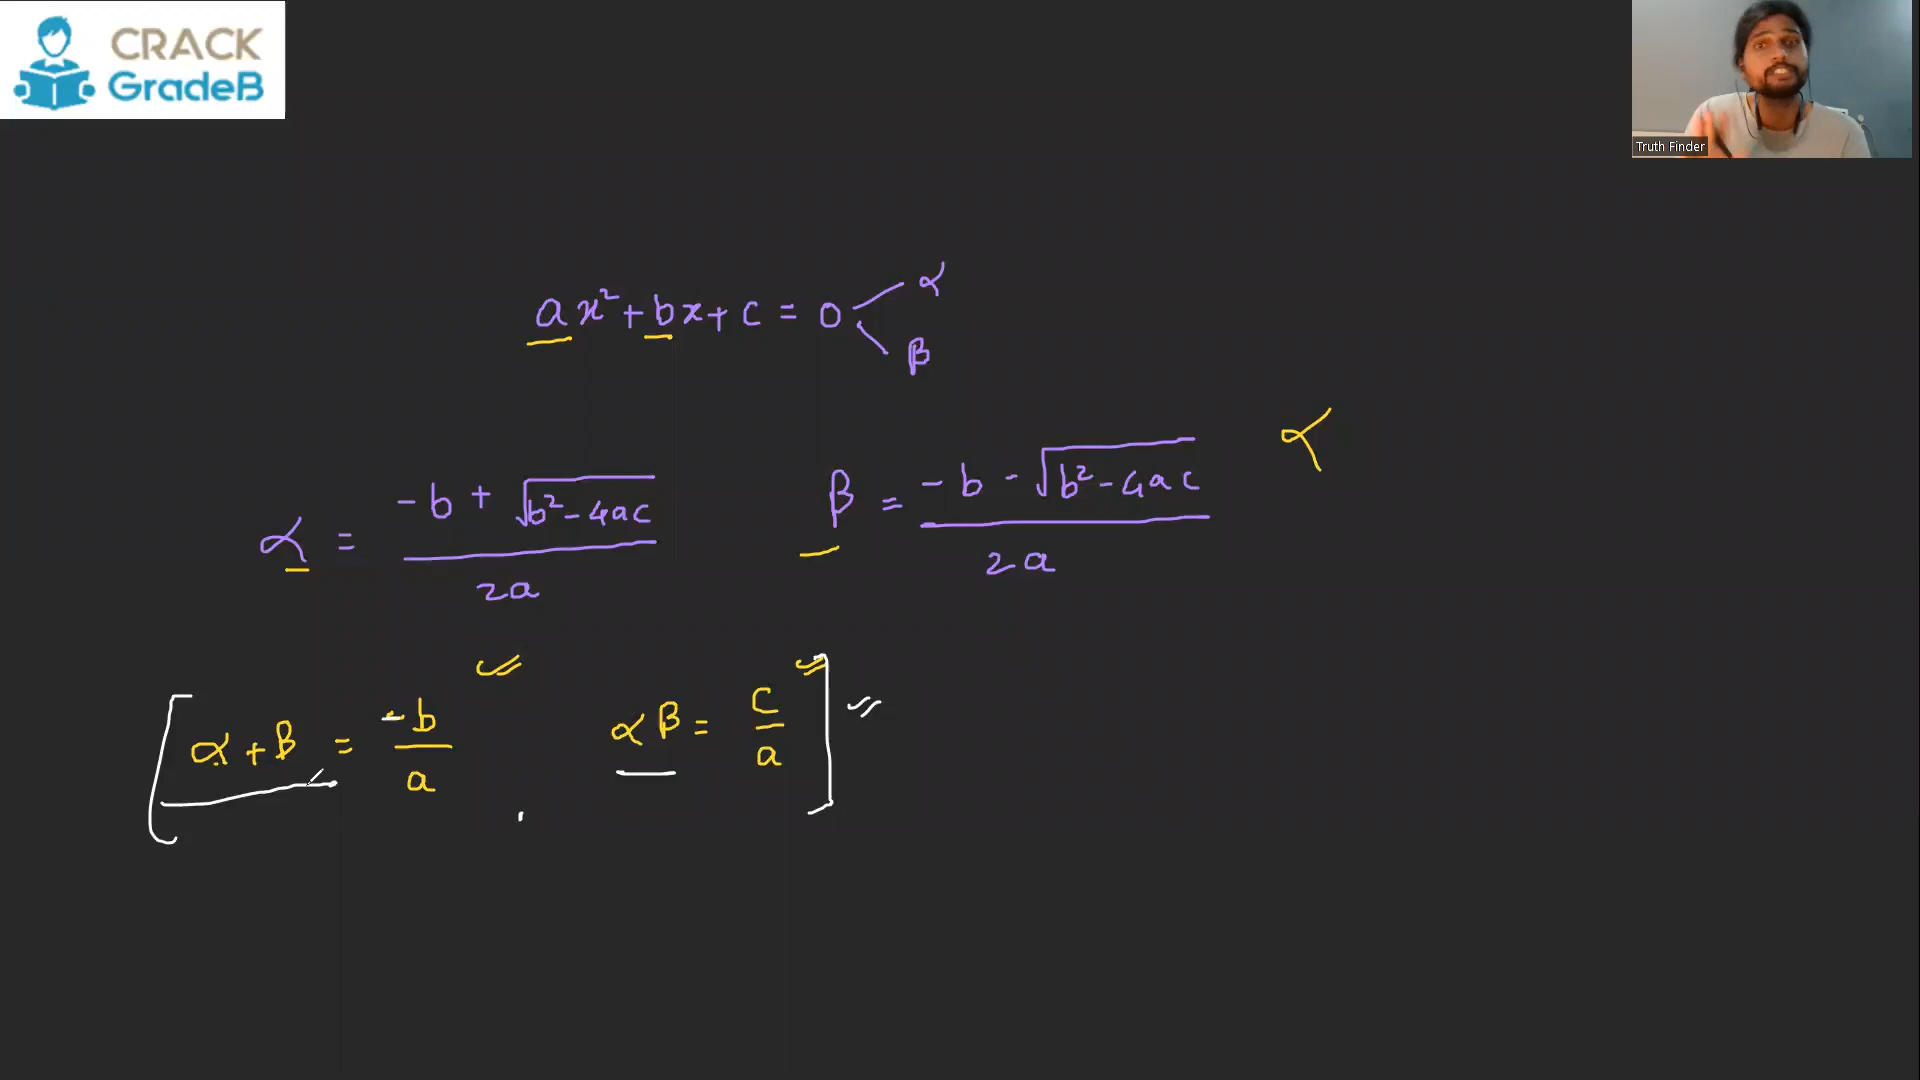 CRACK
GradeB
Truth Finder
ax²+bx+c = 0 α
β
α
α = -b + √b²-4ac / 2a
β = -b - √b²-4ac / 2a
α + β = -b / a
αβ = c / a